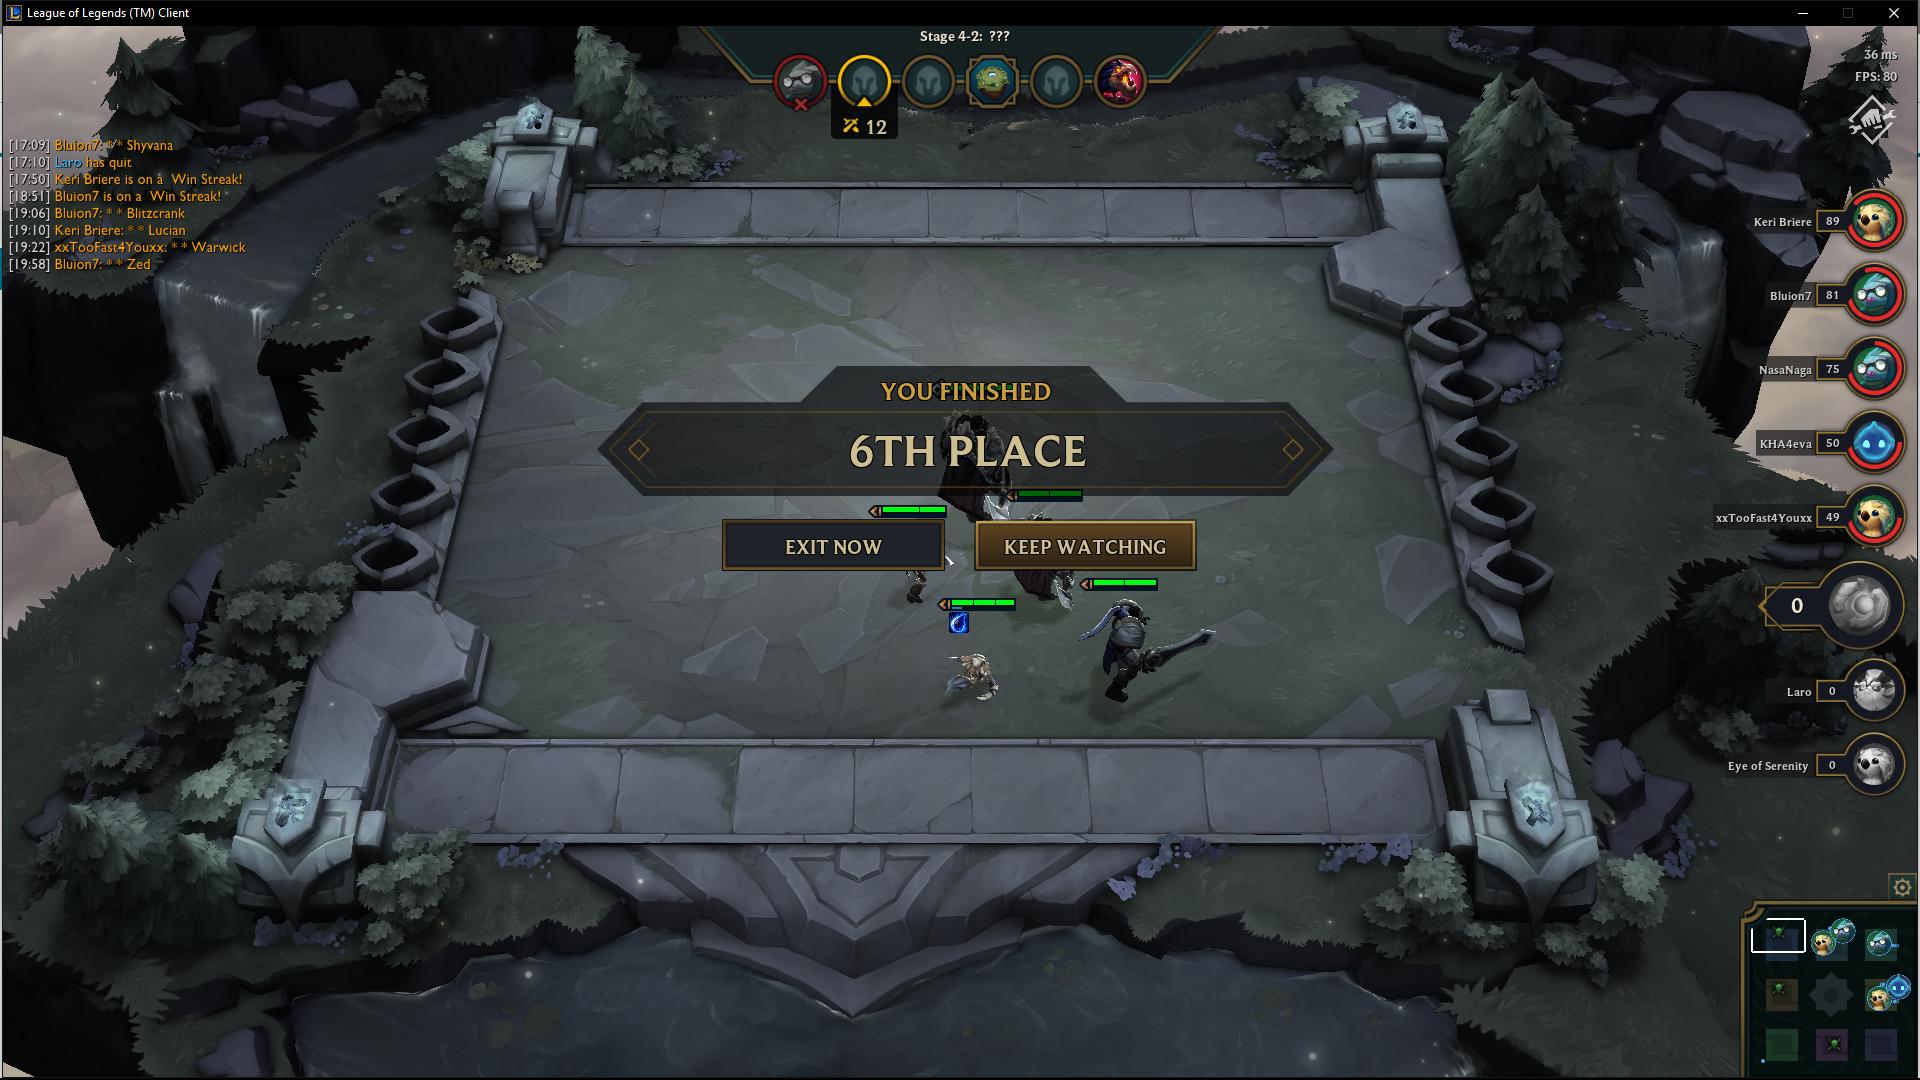 League of Legends (TM) Client
Stage 4-2: ???
36 ms
FPS: 80
12
[17:09] Bluion7: * * Shyvana
[17:10] Laro has quit
[17:50] Keri Briere is on a Win Streak!
[18:51] Bluion7 is on a Win Streak!
[19:06] Bluion7: * * Blitzcrank
[19:10] Keri Briere: * * Lucian
[19:22] xxTooFast4Youxx: * * Warwick
[19:58] Bluion7: * * Zed
Keri Briere 89
Bluion7 81
NasaNaga 75
KHA4eva 50
xxTooFast4Youxx 49
0
Laro 0
Eye of Serenity 0
YOU FINISHED
6TH PLACE
EXIT NOW
KEEP WATCHING